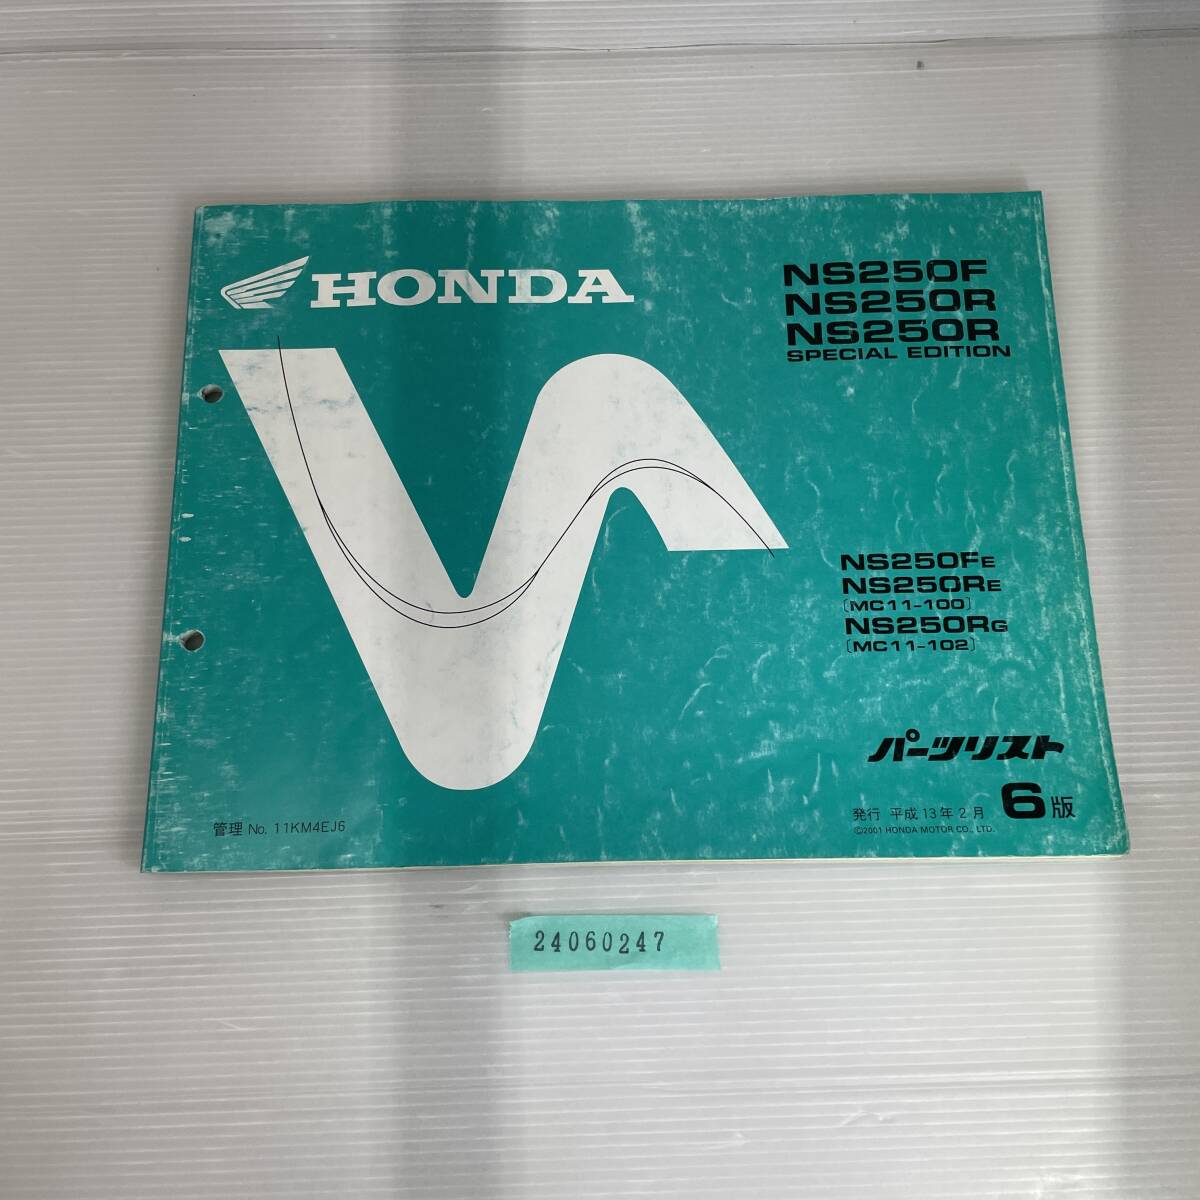 HONDA
NS250F
NS250R
NS250R
SPECIAL EDITION
NS250FE
NS250RE
〔MC11-100〕
NS250RG
〔MC11-102〕
パーツリスト
発行 平成13年2月 6版
©2001 HONDA MOTOR CO., LTD.
管理 No. 11KM4EJ6
24060247